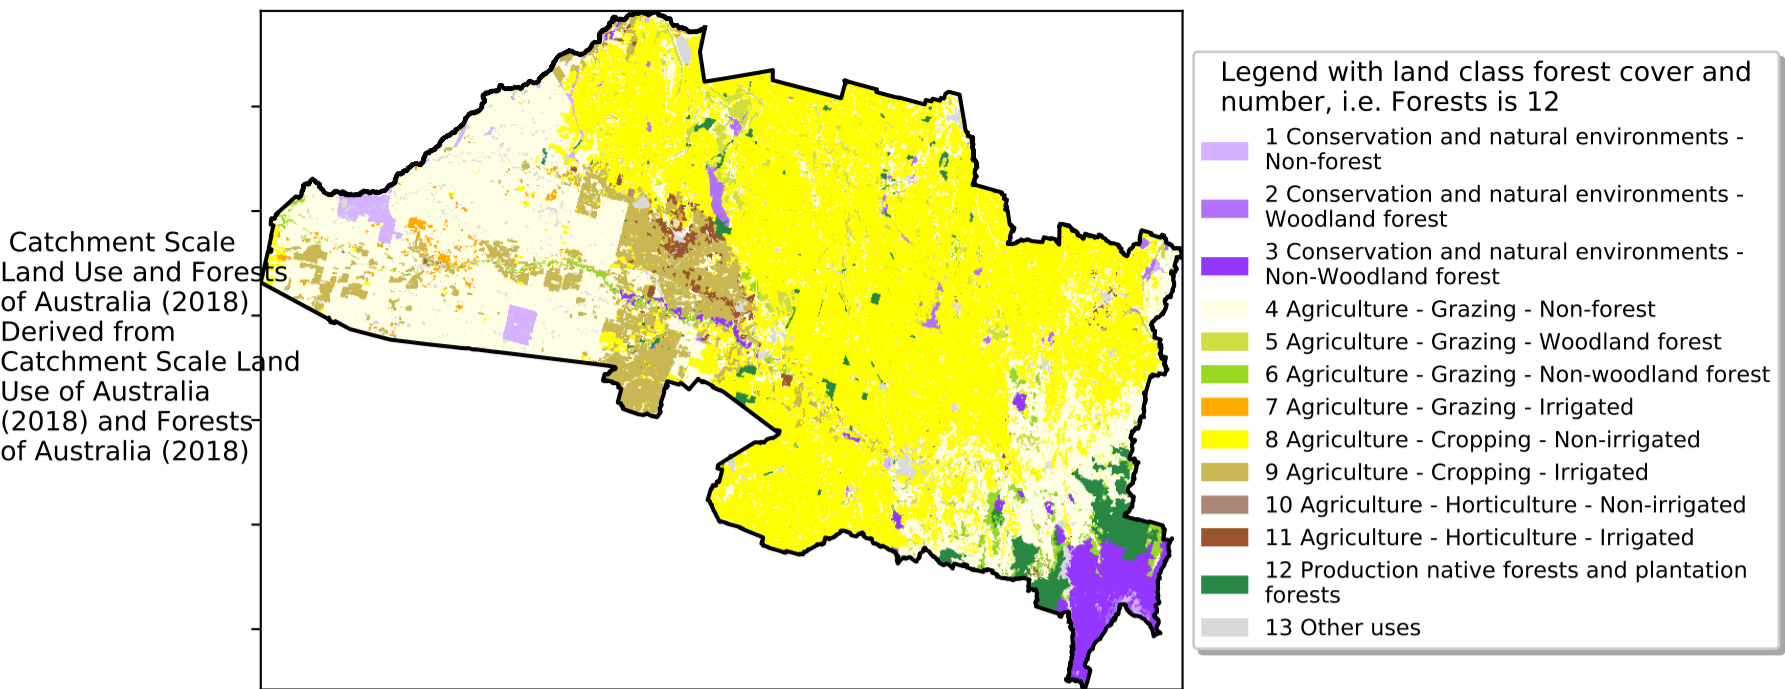 Catchment Scale
Land Use and Forests
of Australia (2018)
Derived from
Catchment Scale Land
Use of Australia
(2018) and Forests
of Australia (2018)
Legend with land class forest cover and
number, i.e. Forests is 12
1 Conservation and natural environments -
Non-forest
2 Conservation and natural environments -
Woodland forest
3 Conservation and natural environments -
Non-Woodland forest
4 Agriculture - Grazing - Non-forest
5 Agriculture - Grazing - Woodland forest
6 Agriculture - Grazing - Non-woodland forest
7 Agriculture - Grazing - Irrigated
8 Agriculture - Cropping - Non-irrigated
9 Agriculture - Cropping - Irrigated
10 Agriculture - Horticulture - Non-irrigated
11 Agriculture - Horticulture - Irrigated
12 Production native forests and plantation
forests
13 Other uses